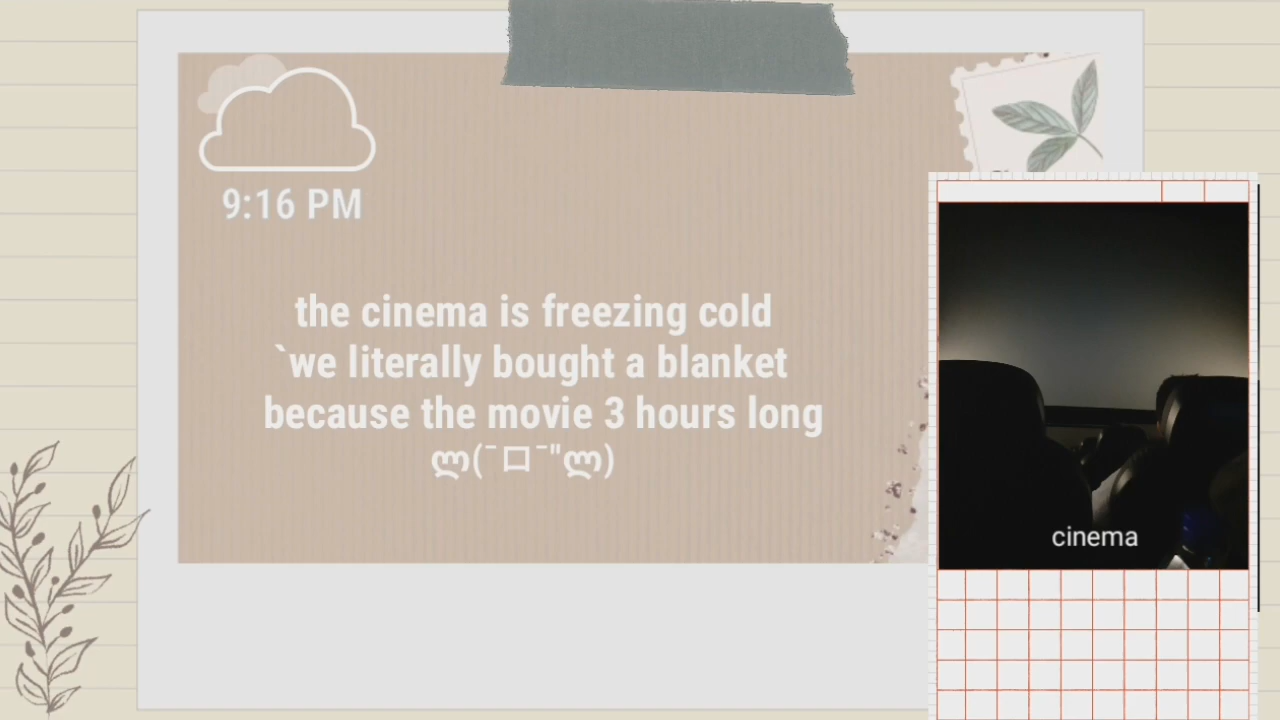 9:16 PM
the cinema is freezing cold
`we literally bought a blanket
because the movie 3 hours long
ლ(¯ロ¯"ლ)
cinema